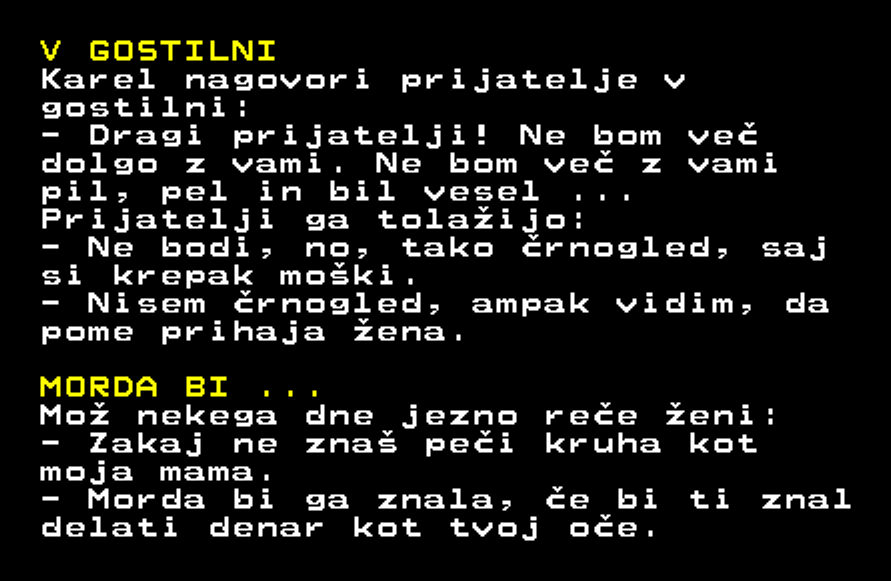 V GOSTILNI
Karel nagovori prijatelje v
gostilni:
- Dragi prijatelji! Ne bom več
dolgo z vami. Ne bom več z vami
pil, pel in bil vesel ...
Prijatelji ga tolažijo:
- Ne bodi, no, tako črnogled, saj
si krepak moški.
- Nisem črnogled, ampak vidim, da
pome prihaja žena.
MORDA BI ...
Mož nekega dne jezno reče ženi:
- Zakaj ne znaš peči kruha kot
moja mama.
- Morda bi ga znala, če bi ti znal
delati denar kot tvoj oče.